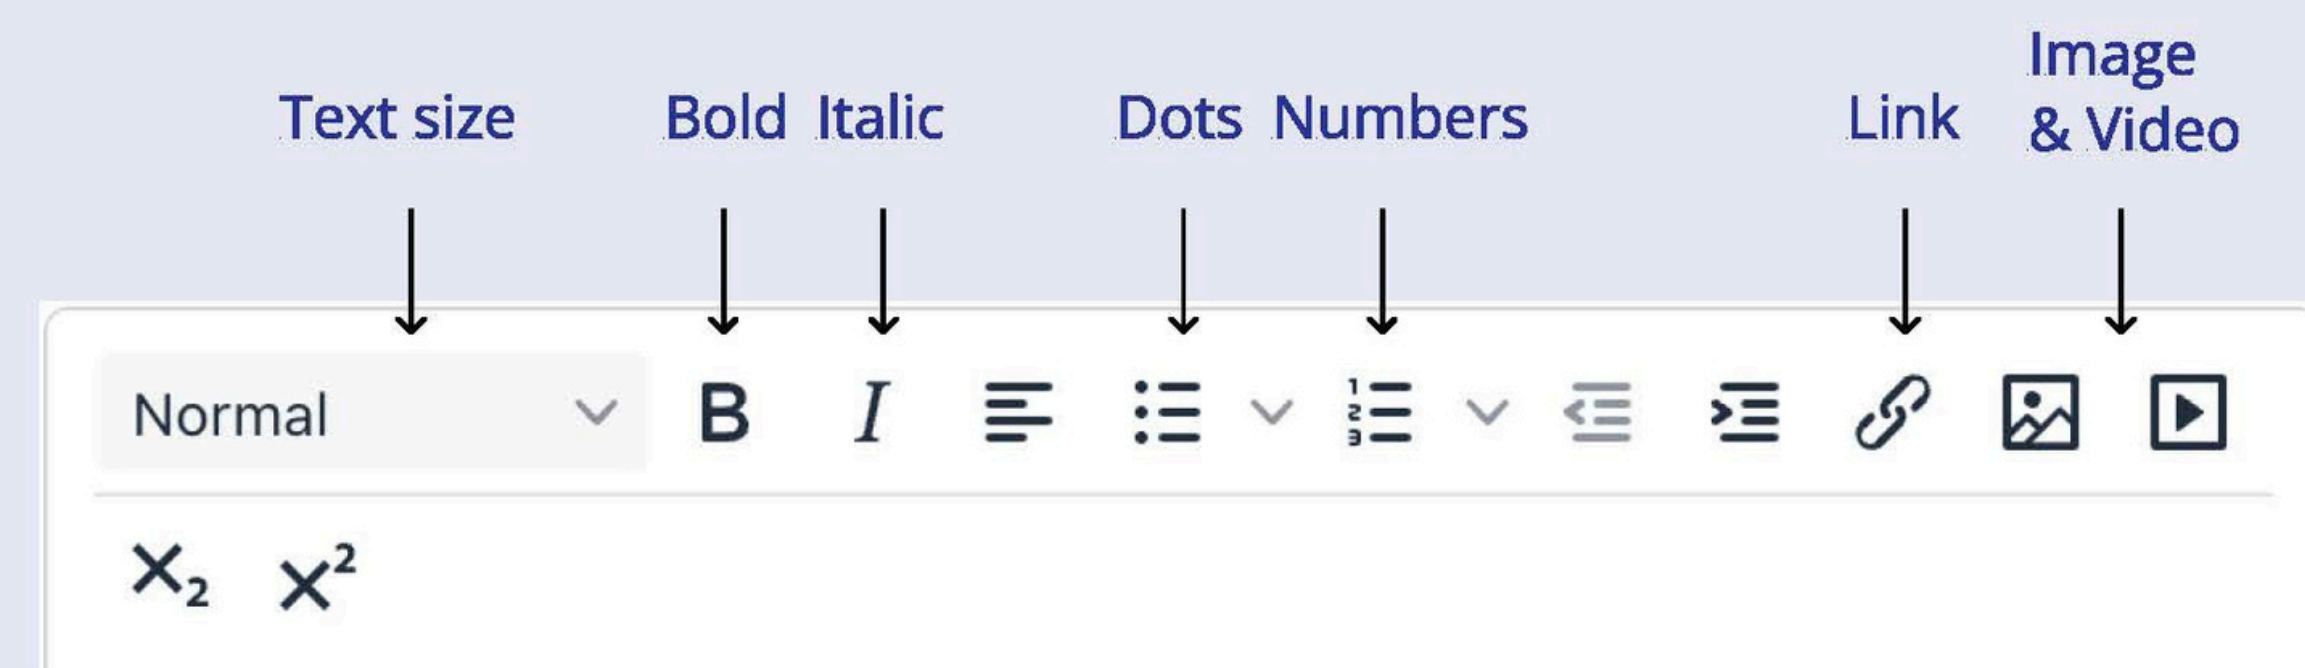 Text size Bold Italic Dots Numbers Link Image
& Video
Normal B I
X₂ X²